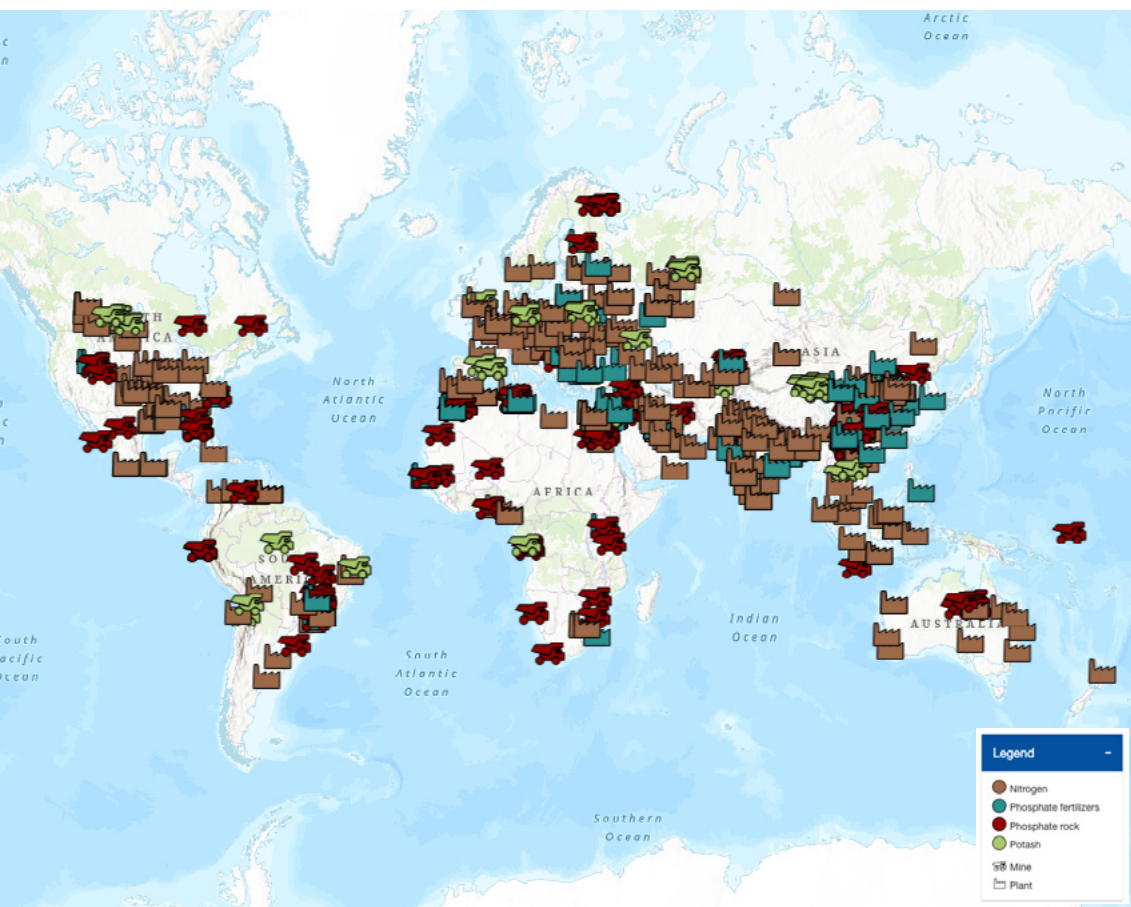 Arctic
Ocean
North
Atlantic
Ocean
ASIA
North
Pacific
Ocean
AFRICA
AMERI
Indian
Ocean
AUSTRALIA
South
Atlantic
Ocean
Southern
Ocean
Legend
-
Nitrogen
Phosphate fertilizers
Phosphate rock
Potash
Mine
Plant